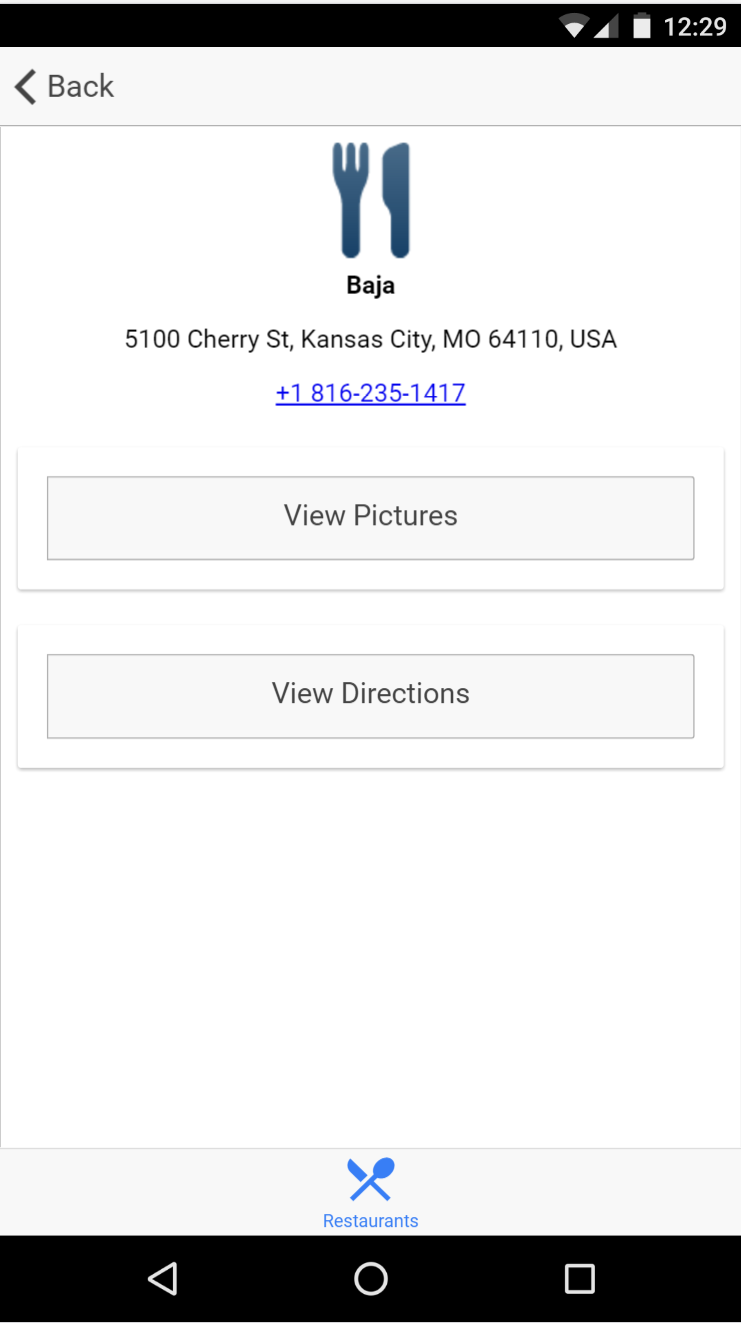 12:29
Back
Baja
5100 Cherry St, Kansas City, MO 64110, USA
+1 816-235-1417
View Pictures
View Directions
Restaurants